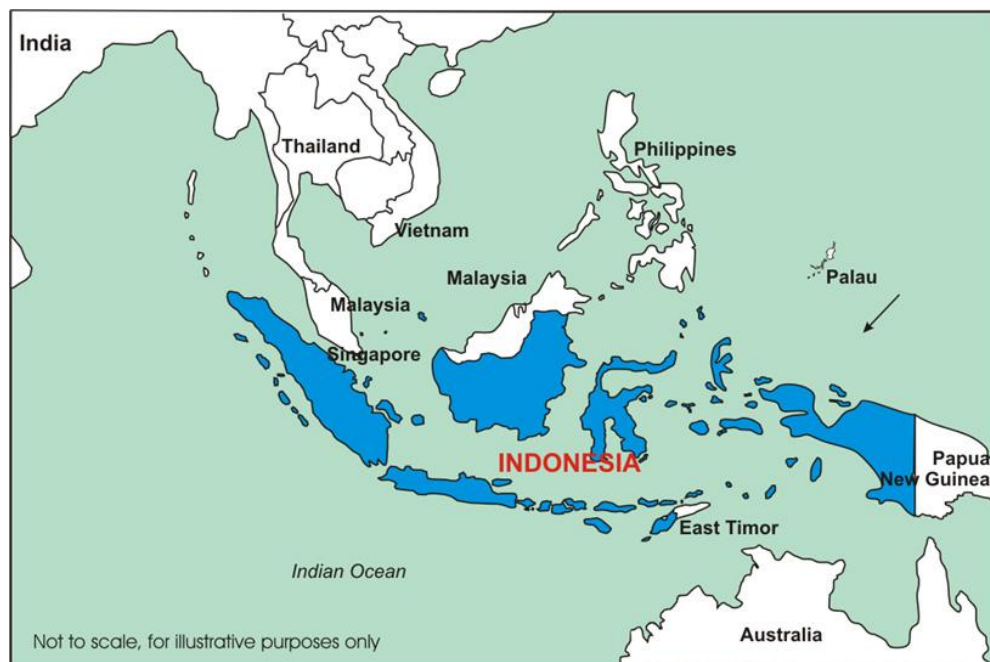 India
Thailand
Philippines
Vietnam
Malaysia
Palau
Malaysia
Singapore
INDONESIA
Papua
New Guinea
East Timor
Indian Ocean
Australia
Not to scale, for illustrative purposes only